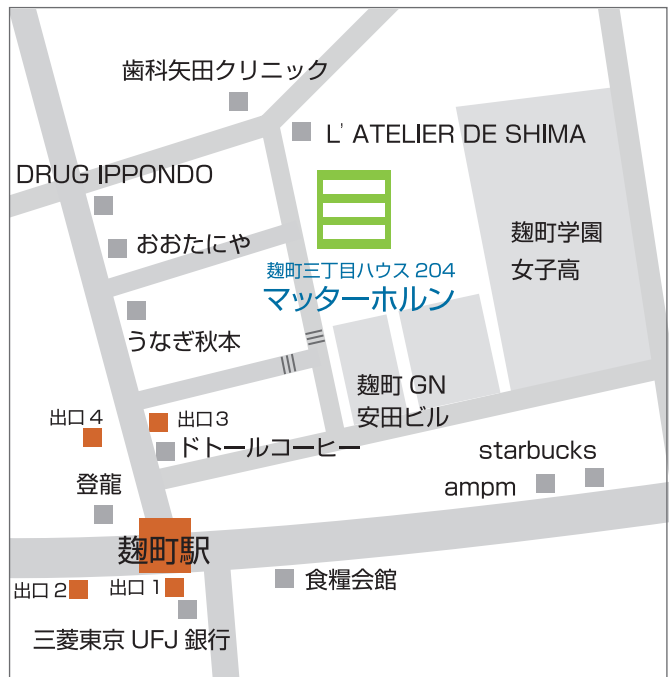 歯科矢田クリニック
L' ATELIER DE SHIMA
DRUG IPPONDO
おおたにや
麹町学園
女子高
麹町三丁目ハウス 204
マッターホルン
うなぎ秋本
麹町 GN
安田ビル
出口 4
出口 3
ドトールコーヒー
starbucks
ampm
登龍
麹町駅
出口 2
出口 1
食糧会館
三菱東京 UFJ 銀行